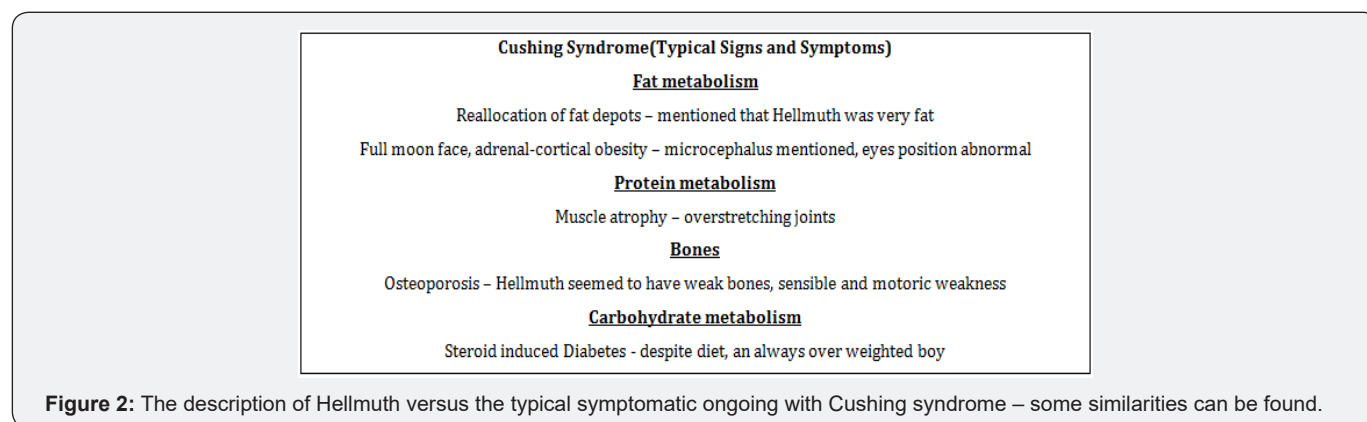 Cushing Syndrome(Typical Signs and Symptoms)
Fat metabolism
Reallocation of fat depots – mentioned that Hellmuth was very fat
Full moon face, adrenal-cortical obesity – microcephalus mentioned, eyes position abnormal
Protein metabolism
Muscle atrophy – overstretching joints
Bones
Osteoporosis – Hellmuth seemed to have weak bones, sensible and motoric weakness
Carbohydrate metabolism
Steroid induced Diabetes - despite diet, an always over weighted boy
Figure 2: The description of Hellmuth versus the typical symptomatic ongoing with Cushing syndrome – some similarities can be found.